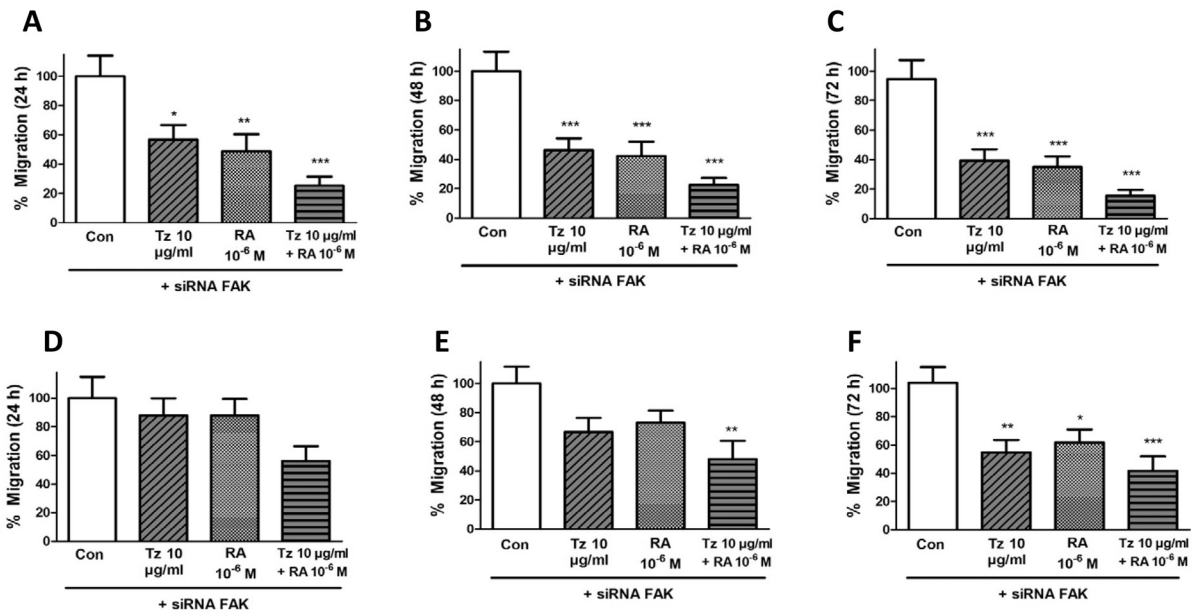 A
% Migration (24 h)
100
80
60
40
20
0
*
**
***
Con
Tz 10
µg/ml
RA
10⁻⁶ M
Tz 10 µg/ml
+ RA 10⁻⁶ M
+ siRNA FAK
B
% Migration (48 h)
100
80
60
40
20
0
***
***
***
Con
Tz 10
µg/ml
RA
10⁻⁶ M
Tz 10 µg/ml
+ RA 10⁻⁶ M
+ siRNA FAK
C
% Migration (72 h)
100
80
60
40
20
0
***
***
***
Con
Tz 10
µg/ml
RA
10⁻⁶ M
Tz 10 µg/ml
+ RA 10⁻⁶ M
+ siRNA FAK
D
% Migration (24 h)
100
80
60
40
20
0
Con
Tz 10
µg/ml
RA
10⁻⁶ M
Tz 10 µg/ml
+ RA 10⁻⁶ M
+ siRNA FAK
E
% Migration (48 h)
100
80
60
40
20
0
**
Con
Tz 10
µg/ml
RA
10⁻⁶ M
Tz 10 µg/ml
+ RA 10⁻⁶ M
+ siRNA FAK
F
% Migration (72 h)
100
80
60
40
20
0
**
*
***
Con
Tz 10
µg/ml
RA
10⁻⁶ M
Tz 10 µg/ml
+ RA 10⁻⁶ M
+ siRNA FAK